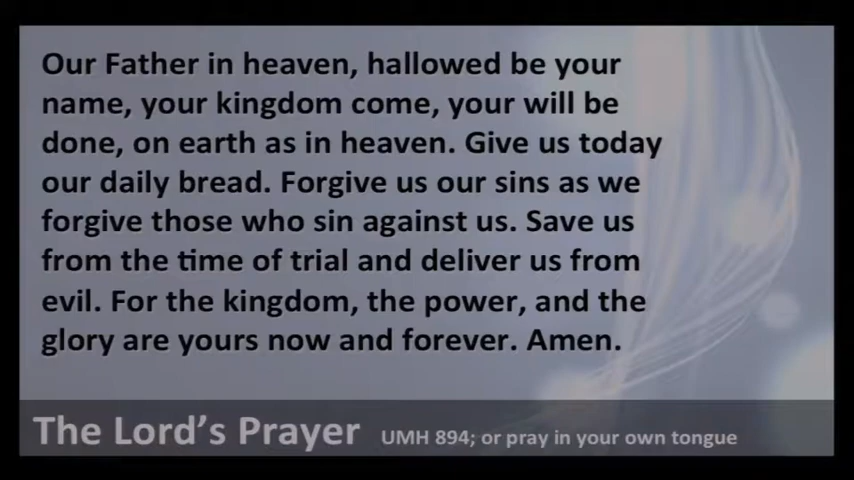 Our Father in heaven, hallowed be your
name, your kingdom come, your will be
done, on earth as in heaven. Give us today
our daily bread. Forgive us our sins as we
forgive those who sin against us. Save us
from the time of trial and deliver us from
evil. For the kingdom, the power, and the
glory are yours now and forever. Amen.
The Lord’s Prayer UMH 894; or pray in your own tongue